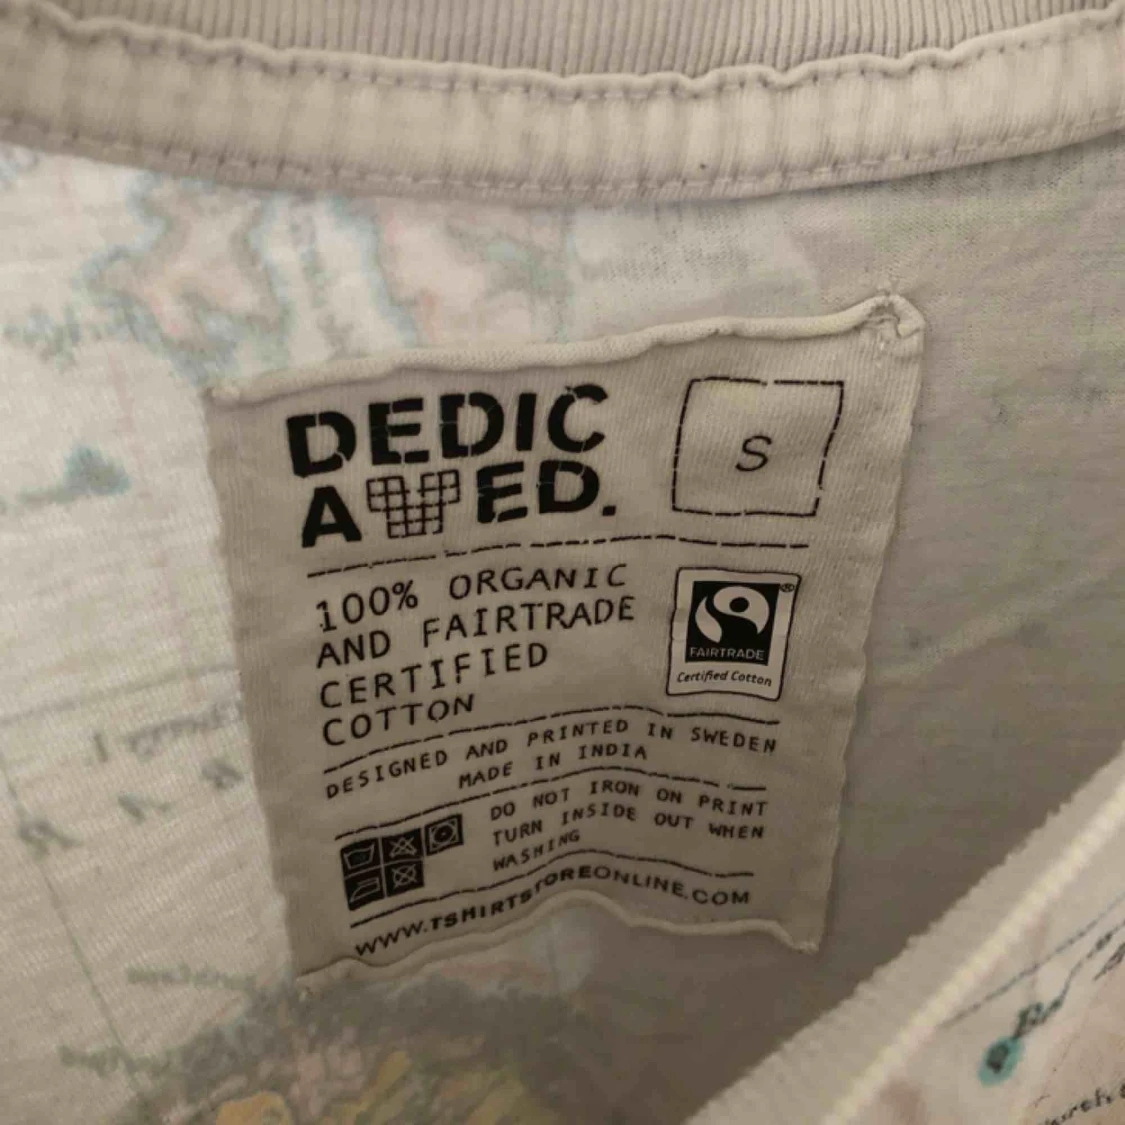 DEDIC
A ED.
S
100% ORGANIC
AND FAIRTRADE
CERTIFIED
COTTON
®
FAIRTRADE
Certified Cotton
DESIGNED AND PRINTED IN SWEDEN
MADE IN INDIA
DO NOT IRON ON PRINT
TURN INSIDE OUT WHEN
WASHING
WWW.TSHIRTSTOREONLINE.COM